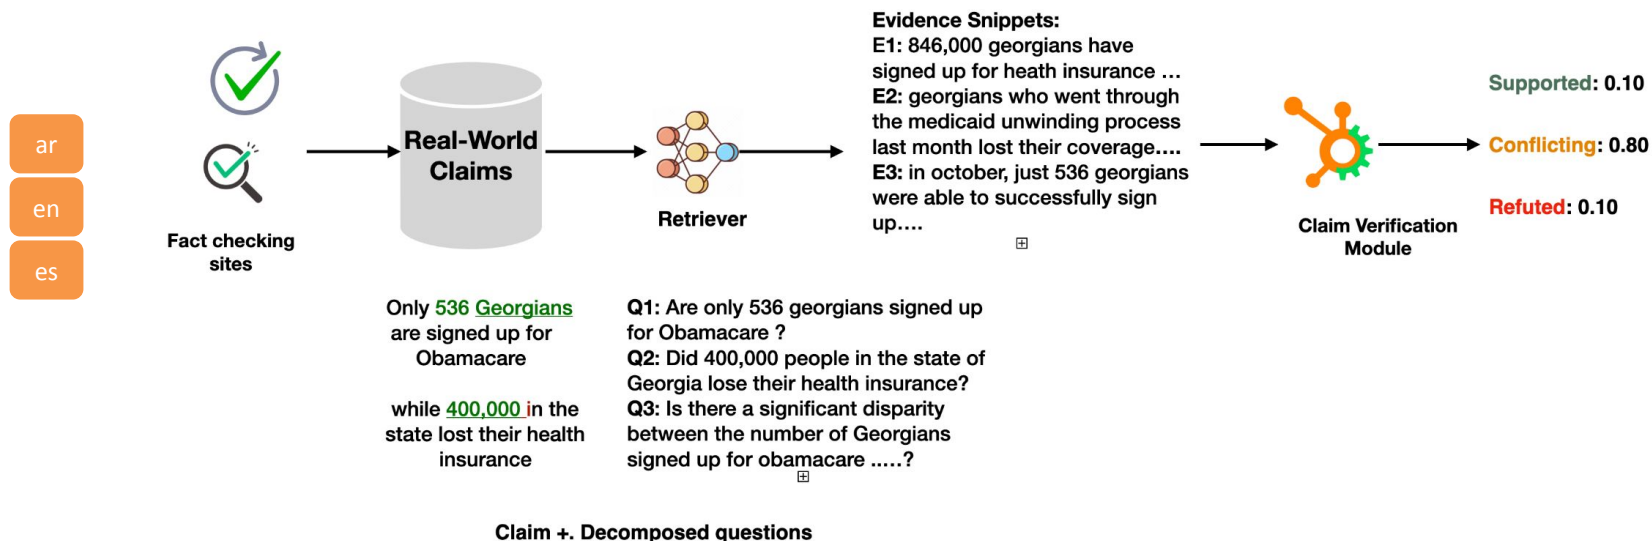 ar
en
es
Fact checking
sites
Real-World
Claims
Only 536 Georgians
are signed up for
Obamacare
while 400,000 in the
state lost their health
insurance
Retriever
Q1: Are only 536 georgians signed up
for Obamacare ?
Q2: Did 400,000 people in the state of
Georgia lose their health insurance?
Q3: Is there a significant disparity
between the number of Georgians
signed up for obamacare .....?
Claim +. Decomposed questions
Evidence Snippets:
E1: 846,000 georgians have
signed up for heath insurance ...
E2: georgians who went through
the medicaid unwinding process
last month lost their coverage....
E3: in october, just 536 georgians
were able to successfully sign
up....
Claim Verification
Module
Supported: 0.10
Conflicting: 0.80
Refuted: 0.10